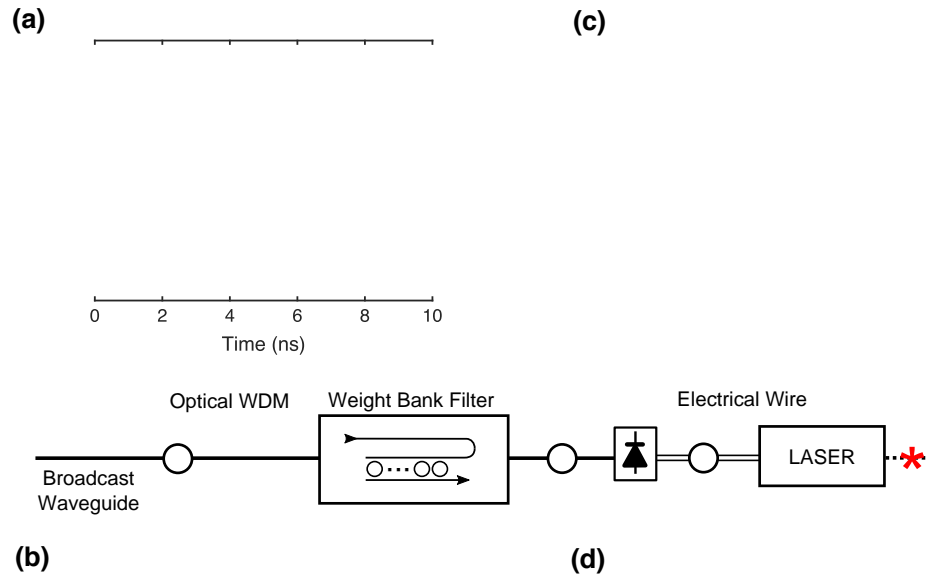 (a)
(c)
0 2 4 6 8 10
Time (ns)
Optical WDM
Weight Bank Filter
Electrical Wire
LASER
*
Broadcast
Waveguide
(b)
(d)